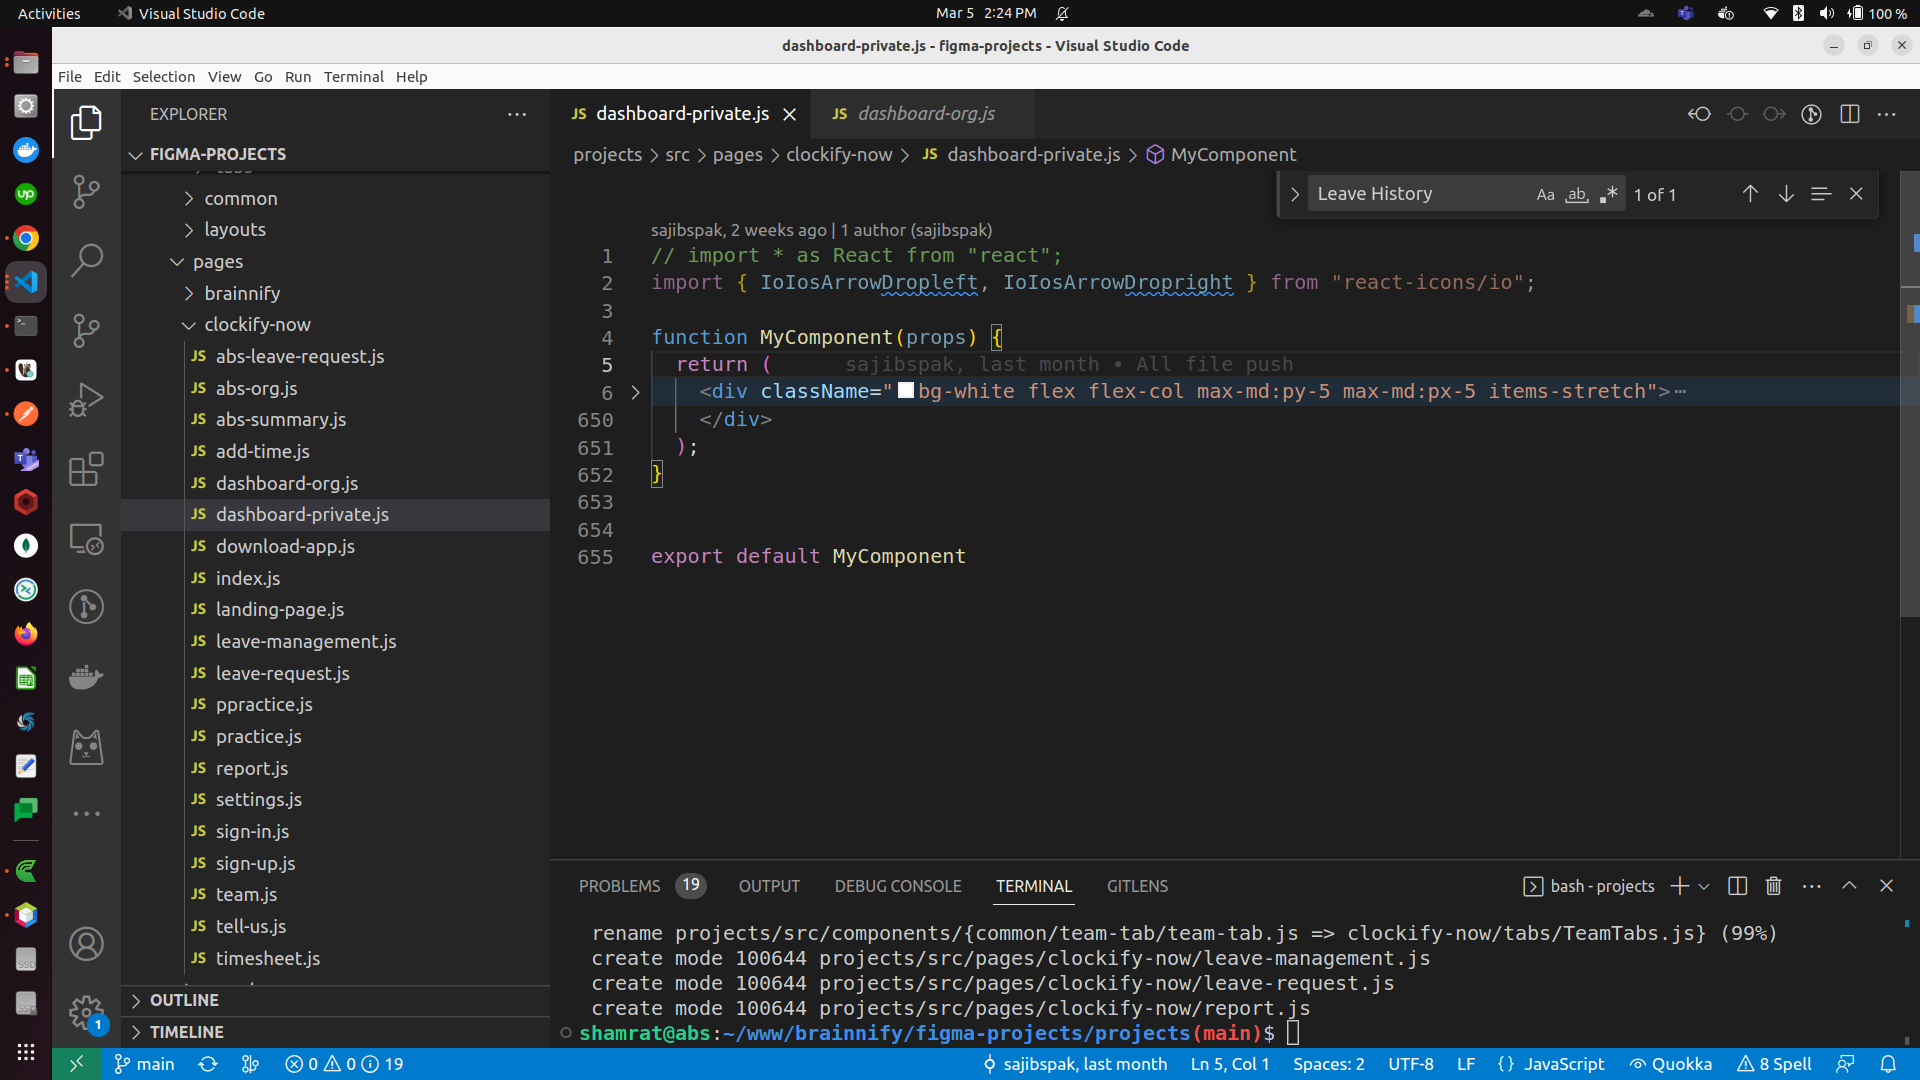 Activities
Visual Studio Code
Mar 5 2:24 PM
100 %
dashboard-private.js - figma-projects - Visual Studio Code
File Edit Selection View Go Run Terminal Help
EXPLORER
FIGMA-PROJECTS
common
layouts
pages
brainnify
clockify-now
JS abs-leave-request.js
JS abs-org.js
JS abs-summary.js
JS add-time.js
JS dashboard-org.js
JS dashboard-private.js
JS download-app.js
JS index.js
JS landing-page.js
JS leave-management.js
JS leave-request.js
JS ppractice.js
JS practice.js
JS report.js
JS settings.js
JS sign-in.js
JS sign-up.js
JS team.js
JS tell-us.js
JS timesheet.js
OUTLINE
TIMELINE
JS dashboard-private.js
JS dashboard-org.js
projects > src > pages > clockify-now > JS dashboard-private.js > MyComponent
Leave History Aa ab .* 1 of 1
sajibspak, 2 weeks ago | 1 author (sajibspak)
1 // import * as React from "react";
2 import { IoIosArrowDropleft, IoIosArrowDropright } from "react-icons/io";
3
4 function MyComponent(props) {
5 return ( sajibspak, last month • All file push
6 <div className="bg-white flex flex-col max-md:py-5 max-md:px-5 items-stretch">⋯
650 </div>
651 );
652 }
653
654
655 export default MyComponent
PROBLEMS 19 OUTPUT DEBUG CONSOLE TERMINAL GITLENS
bash - projects
rename projects/src/components/{common/team-tab/team-tab.js => clockify-now/tabs/TeamTabs.js} (99%)
create mode 100644 projects/src/pages/clockify-now/leave-management.js
create mode 100644 projects/src/pages/clockify-now/leave-request.js
create mode 100644 projects/src/pages/clockify-now/report.js
shamrat@abs:~/www/brainnify/figma-projects/projects(main)$
1
main 0 0 19
sajibspak, last month Ln 5, Col 1 Spaces: 2 UTF-8 LF {} JavaScript Quokka 8 Spell
up
SSD
SSD